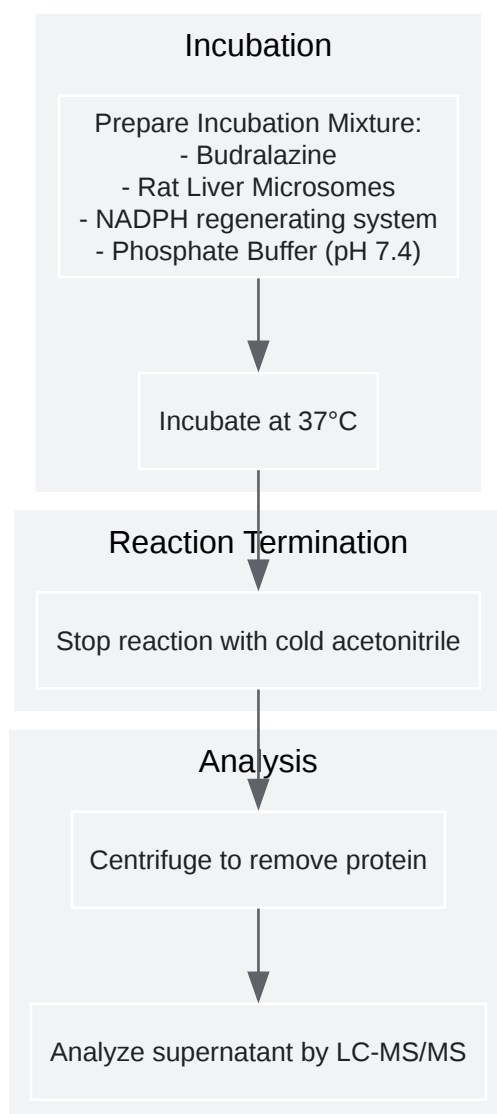 Incubation
Prepare Incubation Mixture:
- Budralazine
- Rat Liver Microsomes
- NADPH regenerating system
- Phosphate Buffer (pH 7.4)
Incubate at 37°C
Reaction Termination
Stop reaction with cold acetonitrile
Analysis
Centrifuge to remove protein
Analyze supernatant by LC-MS/MS